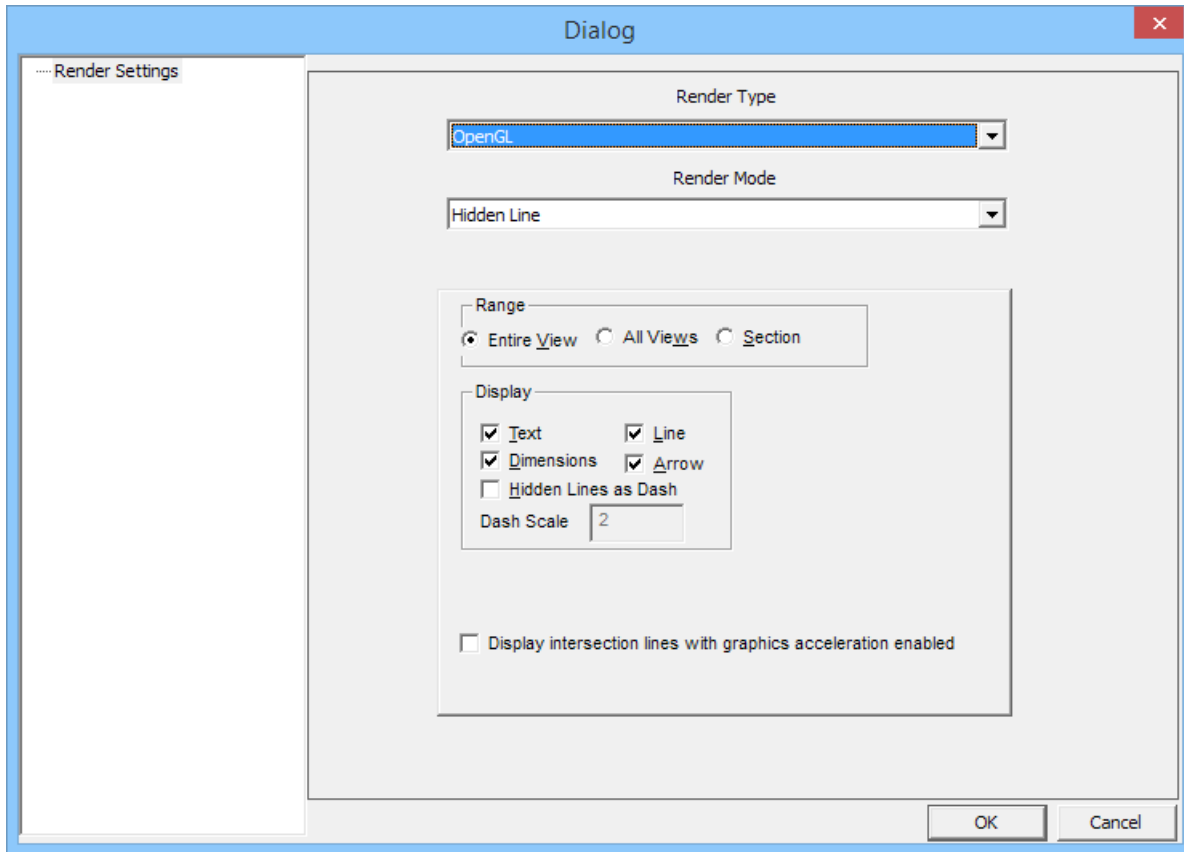 Dialog
Render Settings
Render Type
OpenGL
Render Mode
Hidden Line
Range
Entire View All Views Section
Display
Text Line
Dimensions Arrow
Hidden Lines as Dash
Dash Scale 2
Display intersection lines with graphics acceleration enabled
OK Cancel